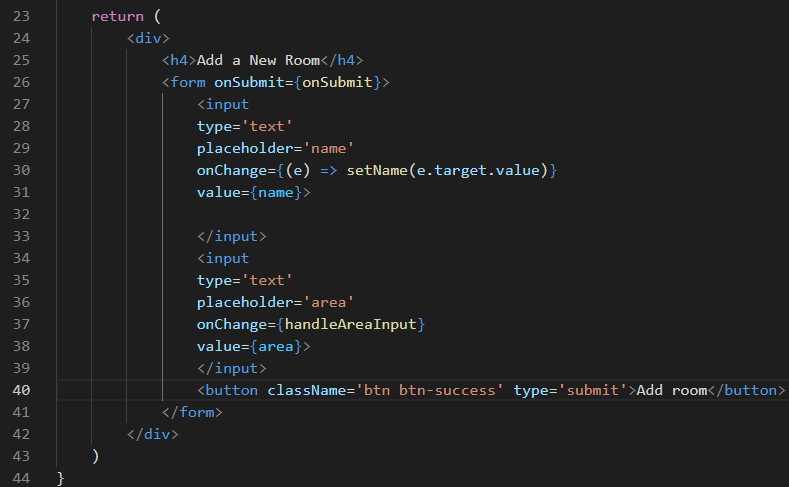 23 return (
24 <div>
25 <h4>Add a New Room</h4>
26 <form onSubmit={onSubmit}>
27 <input
28 type='text'
29 placeholder='name'
30 onChange={(e) => setName(e.target.value)}
31 value={name}>
32
33 </input>
34 <input
35 type='text'
36 placeholder='area'
37 onChange={handleAreaInput}
38 value={area}>
39 </input>
40 <button className='btn btn-success' type='submit'>Add room</button>
41 </form>
42 </div>
43 )
44 }